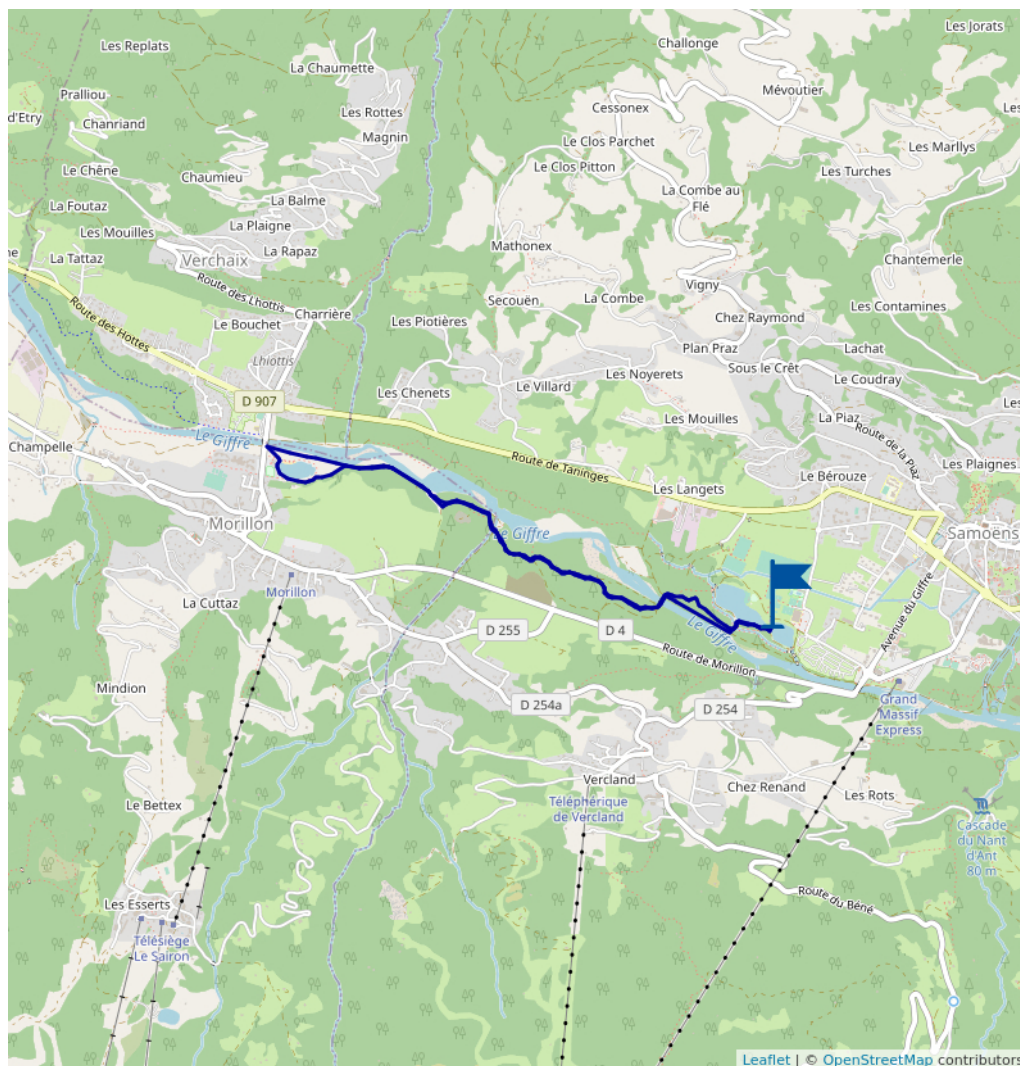 Les Jorats
Les Replats
Challonge
La Chaumette
Mévoutier
Pralliou
Cessonex
Les Rottes
d'Etry
Chanriand
Magnin
Le Clos Parchet
Les Marllys
Le Chêne
Le Clos Pitton
Les Turches
Chaumieu
La Combe au
Flé
La Balme
La Foutaz
La Plaigne
Les Mouilles
Mathonex
La Rapaz
Verchaix
La Tattaz
Chantemerle
Route des Lhottis
Vigny
Secouën
La Combe
Les Contamines
Route des Hottes
Le Bouchet
Charrière
Les Piotières
Chez Raymond
Plan Praz
Lachat
Lhiottis
Sous le Crêt
Les Noyerets
Le Villard
Le Coudray
Les Chenets
D 907
Les Mouilles
La Piaz
Le Giffre
Champelle
Route de la Piaz
Route de Taninges
Les Plaignes
Le Bérouze
Les Langets
Morillon
Le Giffre
Samoëns
Morillon
La Cuttaz
Avenue du Giffre
D 255
D 4
Le Giffre
Route de Morillon
Mindion
D 254a
D 254
Grand
Massif
Express
Vercland
Chez Renand
Les Rots
Le Bettex
Téléphérique
de Vercland
Cascade
du Nant
d'Ant
80 m
Route du Béné
Les Esserts
Télésiège
Le Sairon
Leaflet | © OpenStreetMap contributors